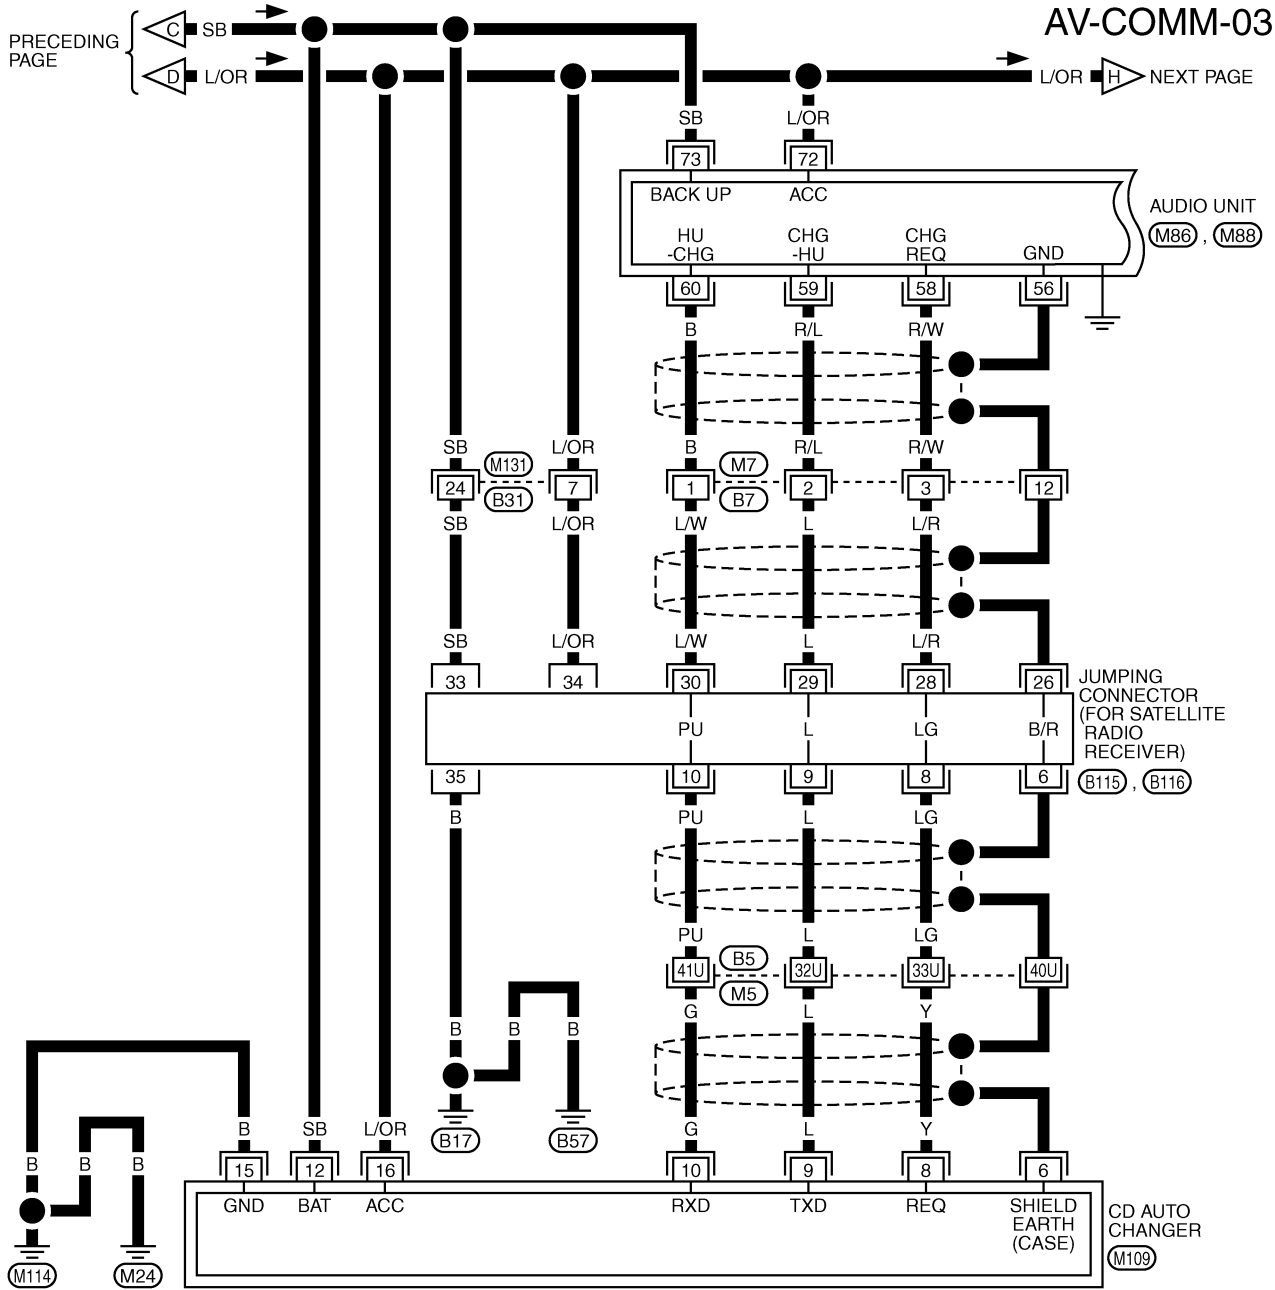 AV-COMM-03
PRECEDING
PAGE
C SB
D L/OR
L/OR H NEXT PAGE
SB L/OR
73 72
BACK UP ACC
AUDIO UNIT
M86 , M88
HU
-CHG
CHG
-HU
CHG
REQ
GND
60 59 58 56
B R/L R/W
SB L/OR B R/L R/W
M131 M7
24 7 1 2 3 12
B31 B7
SB L/OR L/W L L/R
SB L/OR L/W L L/R
33 34 30 29 28 26
JUMPING
CONNECTOR
(FOR SATELLITE
RADIO
RECEIVER)
B115 , B116
PU L LG B/R
35 10 9 8 6
B PU L LG
PU L LG
B5
41U 32U 33U 40U
M5
G L Y
B B B
B17 B57
B SB L/OR G L Y
B B B
15 12 16 10 9 8 6
GND BAT ACC RXD TXD REQ SHIELD
EARTH
(CASE)
CD AUTO
CHANGER
M109
M114 M24